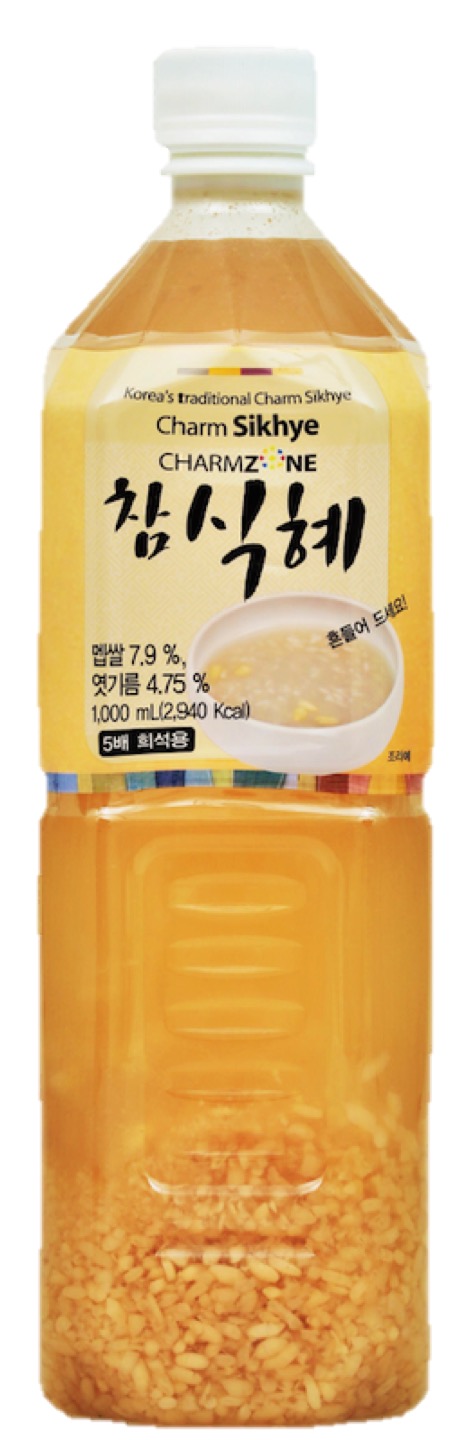 Korea's traditional Charm Sikhye
Charm Sikhye
CHARMZONE
참식혜
흔들어 드세요!
멥쌀 7.9 %,
엿기름 4.75 %
1,000 mL(2,940 Kcal)
5배 희석용
조리예